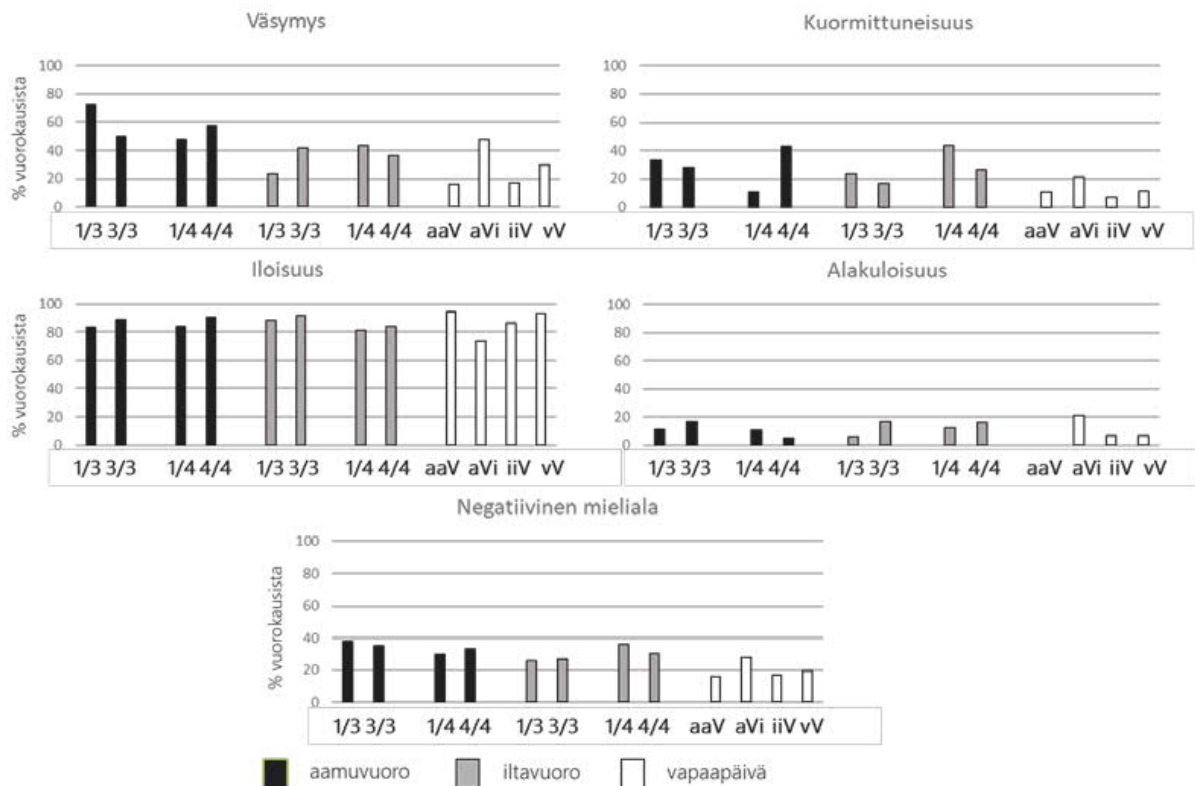 Väsymys
% vuorokausista
100
80
60
40
20
0
1/3 3/3 1/4 4/4 1/3 3/3 1/4 4/4 aaV aVi iiV vV
Kuormittuneisuus
100
80
60
40
20
0
1/3 3/3 1/4 4/4 1/3 3/3 1/4 4/4 aaV aVi iiV vV
Iloisuus
% vuorokausista
100
80
60
40
20
0
1/3 3/3 1/4 4/4 1/3 3/3 1/4 4/4 aaV aVi iiV vV
Alakuloisuus
100
80
60
40
20
0
1/3 3/3 1/4 4/4 1/3 3/3 1/4 4/4 aaV aVi iiV vV
Negatiivinen mieliala
% vuorokausista
100
80
60
40
20
0
1/3 3/3 1/4 4/4 1/3 3/3 1/4 4/4 aaV aVi iiV vV
aamuvuoro iltavuoro vapaapäivä